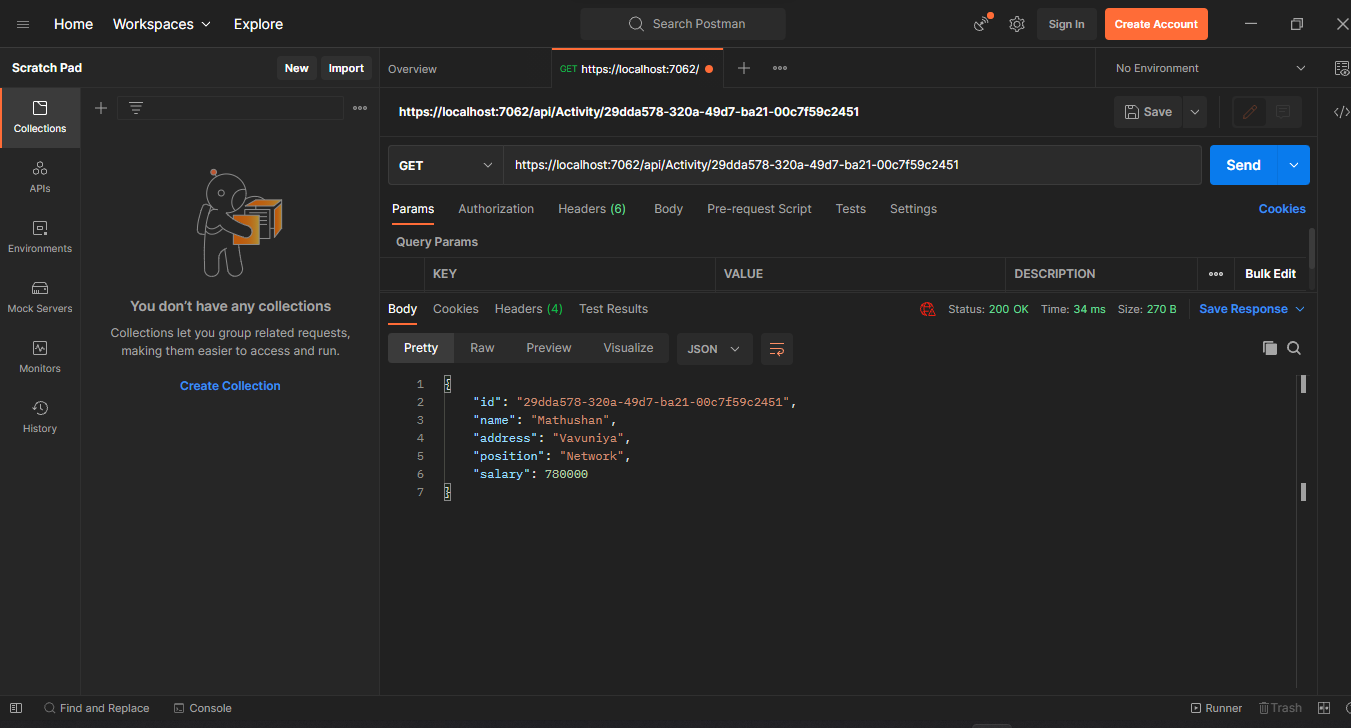 Home Workspaces Explore Search Postman Sign In Create Account
Scratch Pad New Import
Overview GET https://localhost:7062/ No Environment
Collections
APIs
Environments
Mock Servers
Monitors
History
You don't have any collections
Collections let you group related requests,
making them easier to access and run.
Create Collection
https://localhost:7062/api/Activity/29dda578-320a-49d7-ba21-00c7f59c2451 Save
GET https://localhost:7062/api/Activity/29dda578-320a-49d7-ba21-00c7f59c2451 Send
Params Authorization Headers (6) Body Pre-request Script Tests Settings Cookies
Query Params
KEY VALUE DESCRIPTION Bulk Edit
Body Cookies Headers (4) Test Results Status: 200 OK Time: 34 ms Size: 270 B Save Response
Pretty Raw Preview Visualize JSON
1 {
2 "id": "29dda578-320a-49d7-ba21-00c7f59c2451",
3 "name": "Mathushan",
4 "address": "Vavuniya",
5 "position": "Network",
6 "salary": 780000
7 }
Find and Replace Console Runner Trash